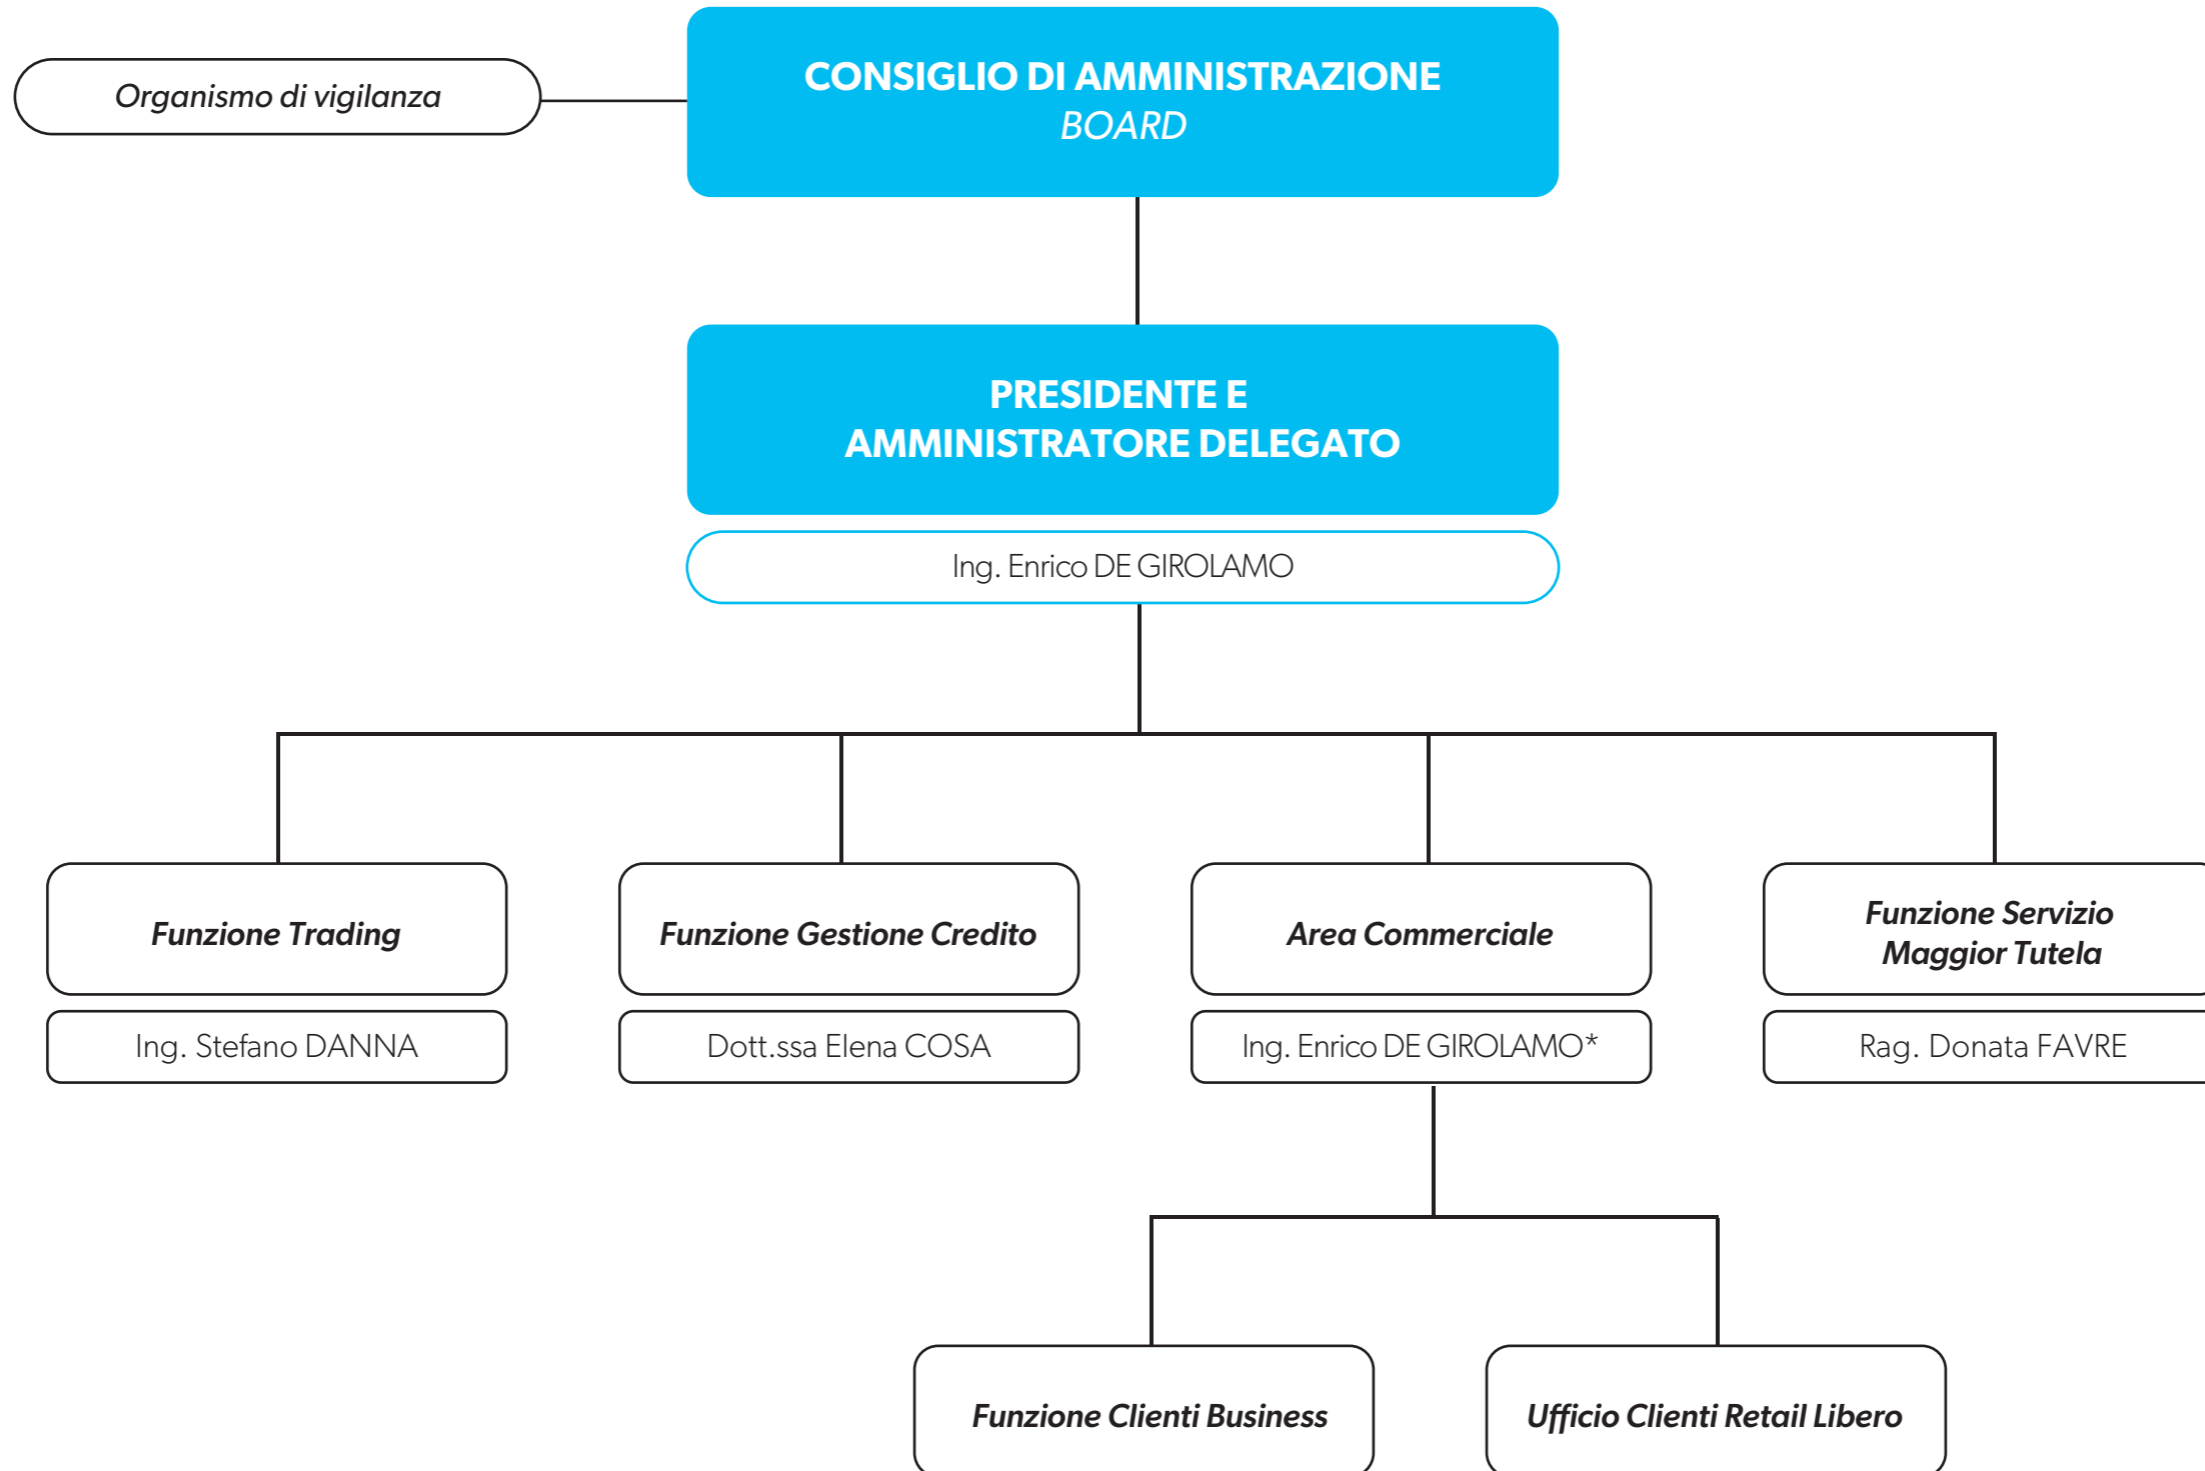 Organismo di vigilanza
CONSIGLIO DI AMMINISTRAZIONE
BOARD
PRESIDENTE E
AMMINISTRATORE DELEGATO
Ing. Enrico DE GIROLAMO
Funzione Trading
Ing. Stefano DANNA
Funzione Gestione Credito
Dott.ssa Elena COSA
Area Commerciale
Ing. Enrico DE GIROLAMO*
Funzione Servizio
Maggior Tutela
Rag. Donata FAVRE
Funzione Clienti Business
Ufficio Clienti Retail Libero